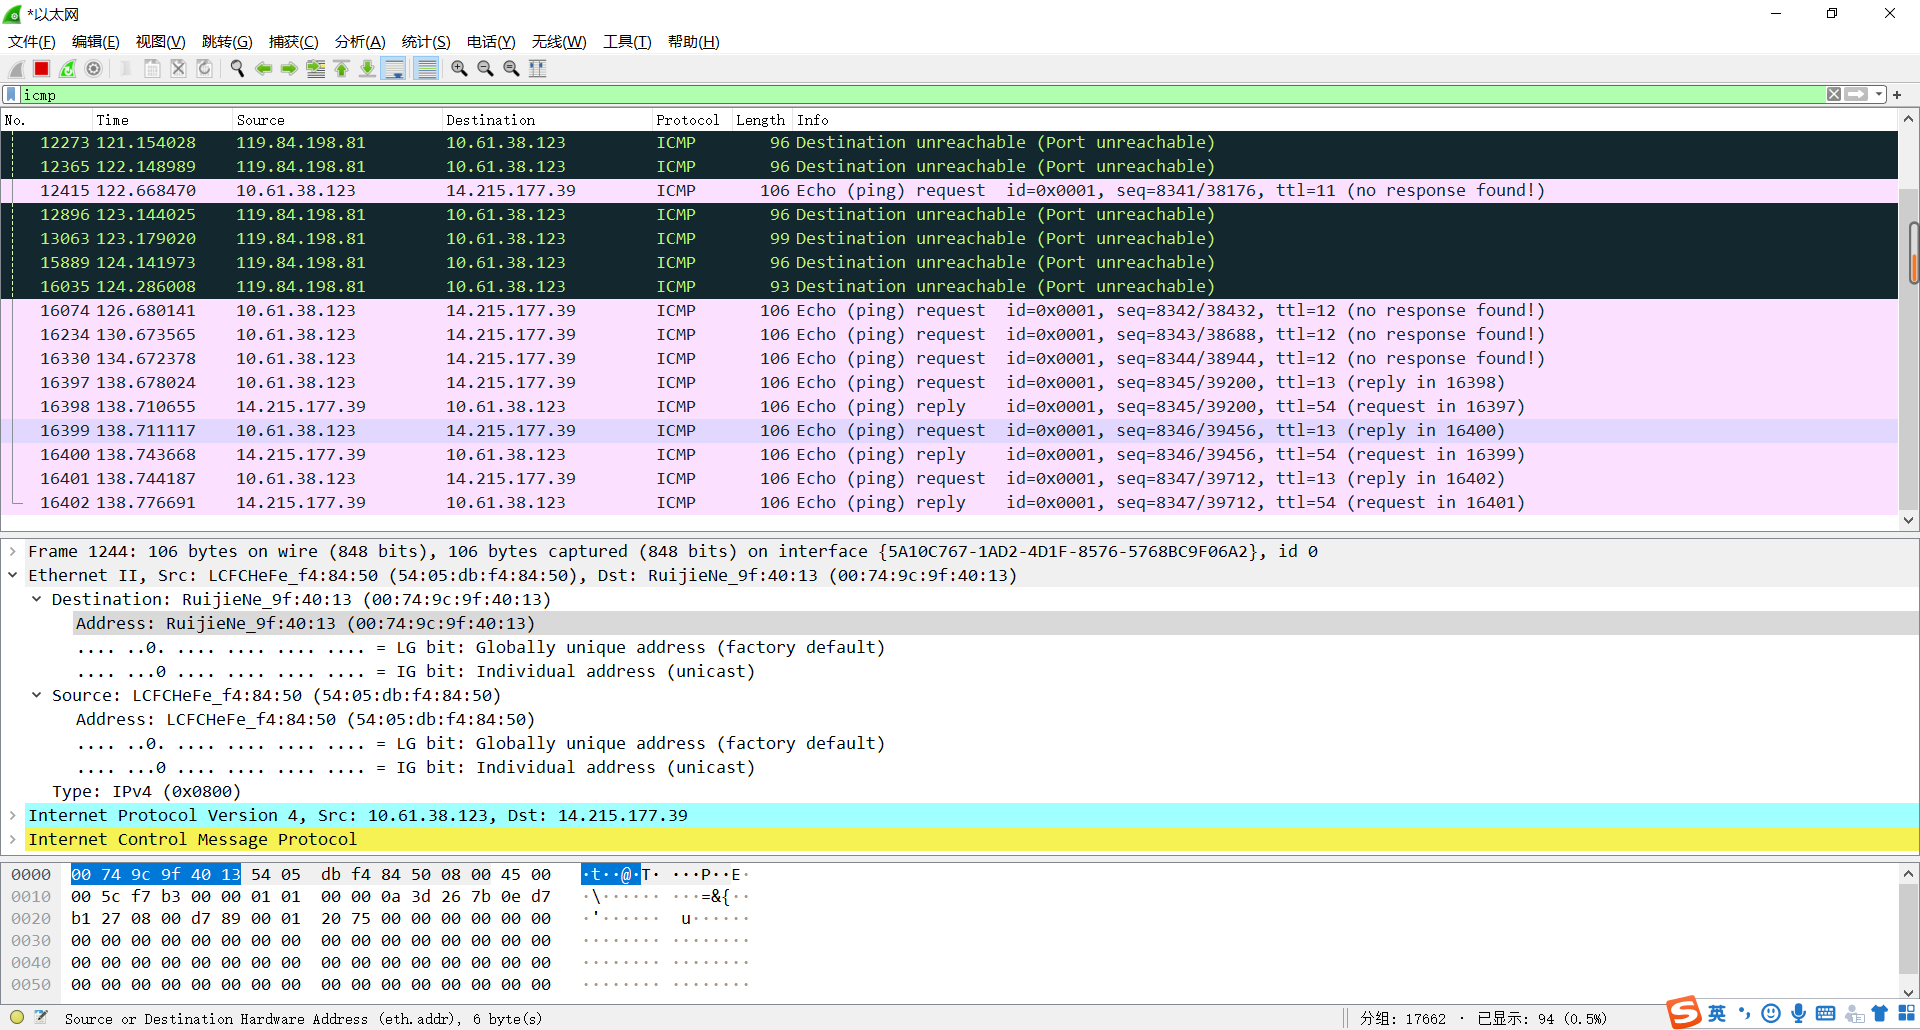 *以太网
文件(F) 编辑(E) 视图(V) 跳转(G) 捕获(C) 分析(A) 统计(S) 电话(Y) 无线(W) 工具(T) 帮助(H)
icmp
No. Time Source Destination Protocol Length Info
12273 121.154028 119.84.198.81 10.61.38.123 ICMP 96 Destination unreachable (Port unreachable)
12365 122.148989 119.84.198.81 10.61.38.123 ICMP 96 Destination unreachable (Port unreachable)
12415 122.668470 10.61.38.123 14.215.177.39 ICMP 106 Echo (ping) request id=0x0001, seq=8341/38176, ttl=11 (no response found!)
12896 123.144025 119.84.198.81 10.61.38.123 ICMP 96 Destination unreachable (Port unreachable)
13063 123.179020 119.84.198.81 10.61.38.123 ICMP 99 Destination unreachable (Port unreachable)
15889 124.141973 119.84.198.81 10.61.38.123 ICMP 96 Destination unreachable (Port unreachable)
16035 124.286008 119.84.198.81 10.61.38.123 ICMP 93 Destination unreachable (Port unreachable)
16074 126.680141 10.61.38.123 14.215.177.39 ICMP 106 Echo (ping) request id=0x0001, seq=8342/38432, ttl=12 (no response found!)
16234 130.673565 10.61.38.123 14.215.177.39 ICMP 106 Echo (ping) request id=0x0001, seq=8343/38688, ttl=12 (no response found!)
16330 134.672378 10.61.38.123 14.215.177.39 ICMP 106 Echo (ping) request id=0x0001, seq=8344/38944, ttl=12 (no response found!)
16397 138.678024 10.61.38.123 14.215.177.39 ICMP 106 Echo (ping) request id=0x0001, seq=8345/39200, ttl=13 (reply in 16398)
16398 138.710655 14.215.177.39 10.61.38.123 ICMP 106 Echo (ping) reply id=0x0001, seq=8345/39200, ttl=54 (request in 16397)
16399 138.711117 10.61.38.123 14.215.177.39 ICMP 106 Echo (ping) request id=0x0001, seq=8346/39456, ttl=13 (reply in 16400)
16400 138.743668 14.215.177.39 10.61.38.123 ICMP 106 Echo (ping) reply id=0x0001, seq=8346/39456, ttl=54 (request in 16399)
16401 138.744187 10.61.38.123 14.215.177.39 ICMP 106 Echo (ping) request id=0x0001, seq=8347/39712, ttl=13 (reply in 16402)
16402 138.776691 14.215.177.39 10.61.38.123 ICMP 106 Echo (ping) reply id=0x0001, seq=8347/39712, ttl=54 (request in 16401)
Frame 1244: 106 bytes on wire (848 bits), 106 bytes captured (848 bits) on interface {5A10C767-1AD2-4D1F-8576-5768BC9F06A2}, id 0
Ethernet II, Src: LCFCHeFe_f4:84:50 (54:05:db:f4:84:50), Dst: RuijieNe_9f:40:13 (00:74:9c:9f:40:13)
Destination: RuijieNe_9f:40:13 (00:74:9c:9f:40:13)
Address: RuijieNe_9f:40:13 (00:74:9c:9f:40:13)
.... ..0. .... .... .... .... = LG bit: Globally unique address (factory default)
.... ...0 .... .... .... .... = IG bit: Individual address (unicast)
Source: LCFCHeFe_f4:84:50 (54:05:db:f4:84:50)
Address: LCFCHeFe_f4:84:50 (54:05:db:f4:84:50)
.... ..0. .... .... .... .... = LG bit: Globally unique address (factory default)
.... ...0 .... .... .... .... = IG bit: Individual address (unicast)
Type: IPv4 (0x0800)
Internet Protocol Version 4, Src: 10.61.38.123, Dst: 14.215.177.39
Internet Control Message Protocol
0000 00 74 9c 9f 40 13 54 05 db f4 84 50 08 00 45 00 ·t··@·T· ···P··E·
0010 00 5c f7 b3 00 00 01 01 00 00 0a 3d 26 7b 0e d7 ·\······ ···=&{··
0020 b1 27 08 00 d7 89 00 01 20 75 00 00 00 00 00 00 ·'······ u······
0030 00 00 00 00 00 00 00 00 00 00 00 00 00 00 00 00 ········ ········
0040 00 00 00 00 00 00 00 00 00 00 00 00 00 00 00 00 ········ ········
0050 00 00 00 00 00 00 00 00 00 00 00 00 00 00 00 00 ········ ········
Source or Destination Hardware Address (eth.addr), 6 byte(s) 分组: 17662 · 已显示: 94 (0.5%) S 英